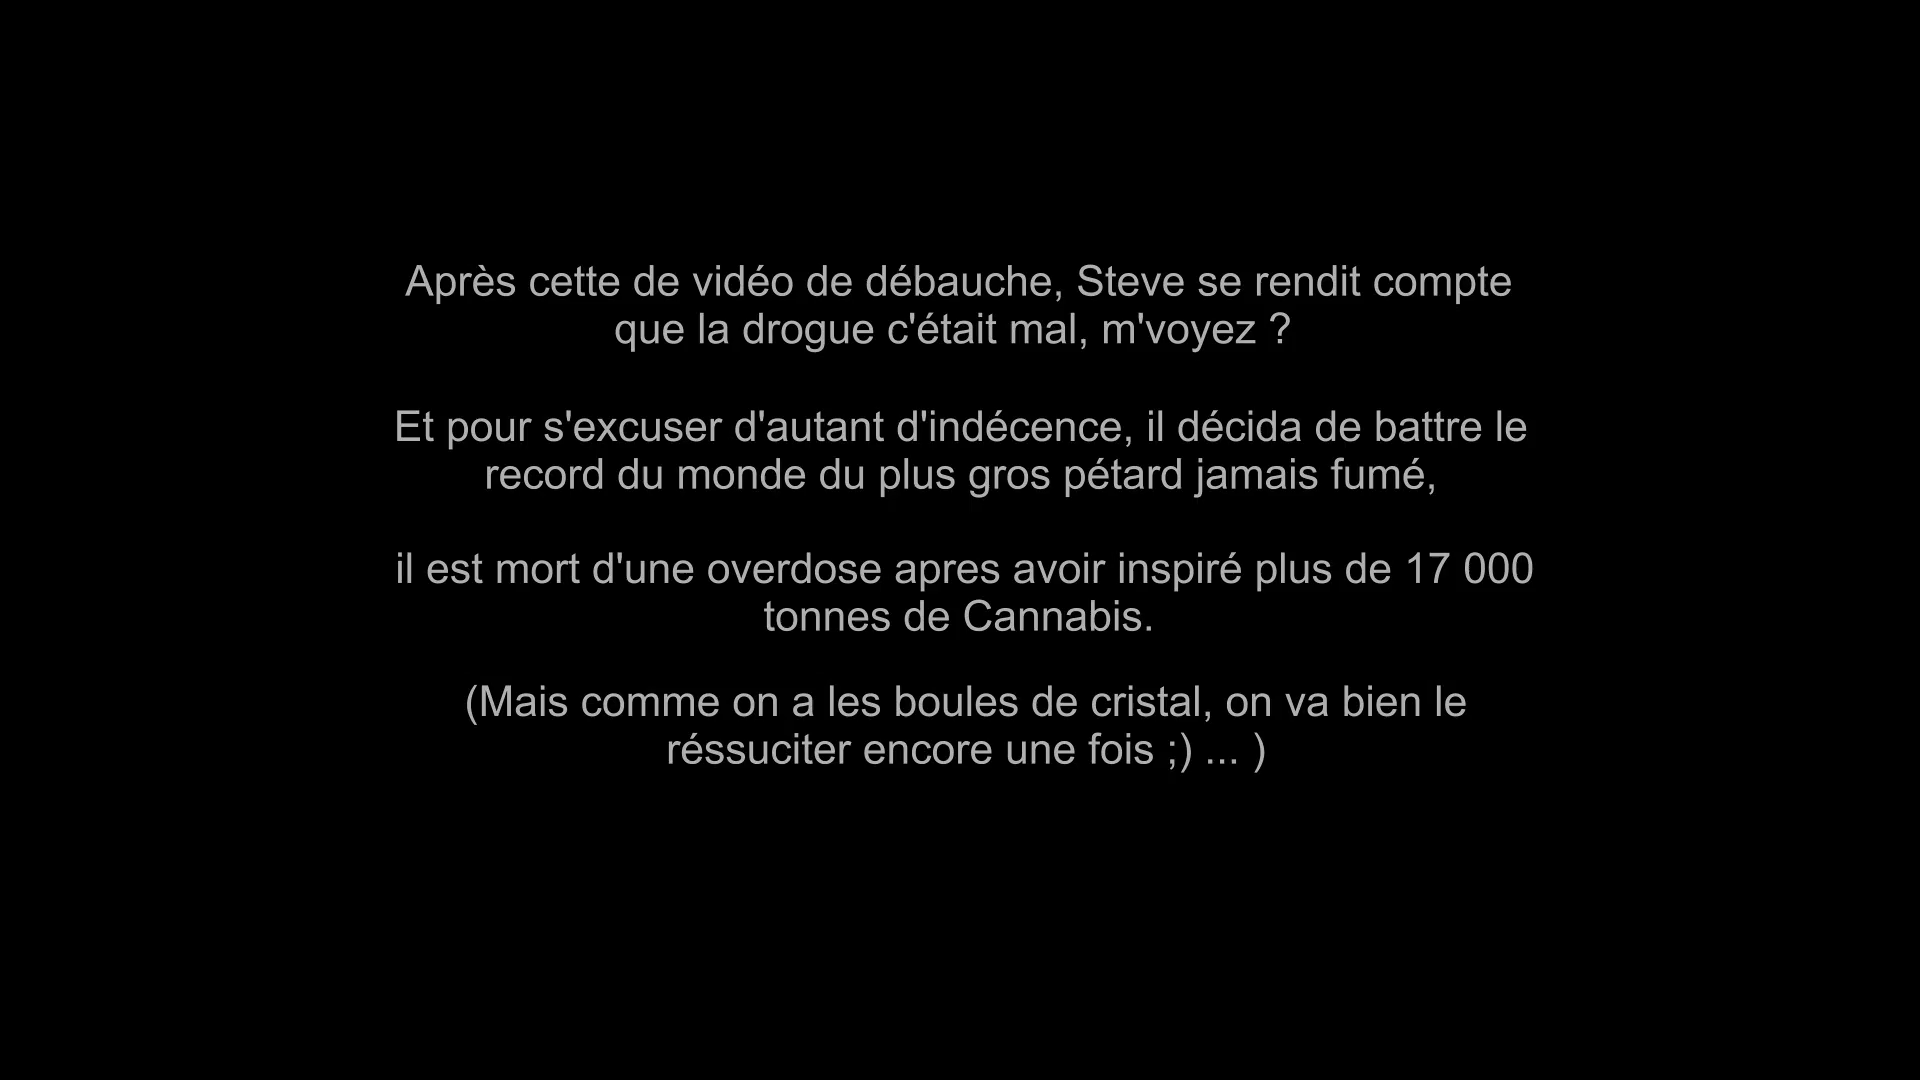 Après cette de vidéo de débauche, Steve se rendit compte
que la drogue c'était mal, m'voyez ?
Et pour s'excuser d'autant d'indécence, il décida de battre le
record du monde du plus gros pétard jamais fumé,
il est mort d'une overdose apres avoir inspiré plus de 17 000
tonnes de Cannabis.
(Mais comme on a les boules de cristal, on va bien le
réssuciter encore une fois ;) ... )